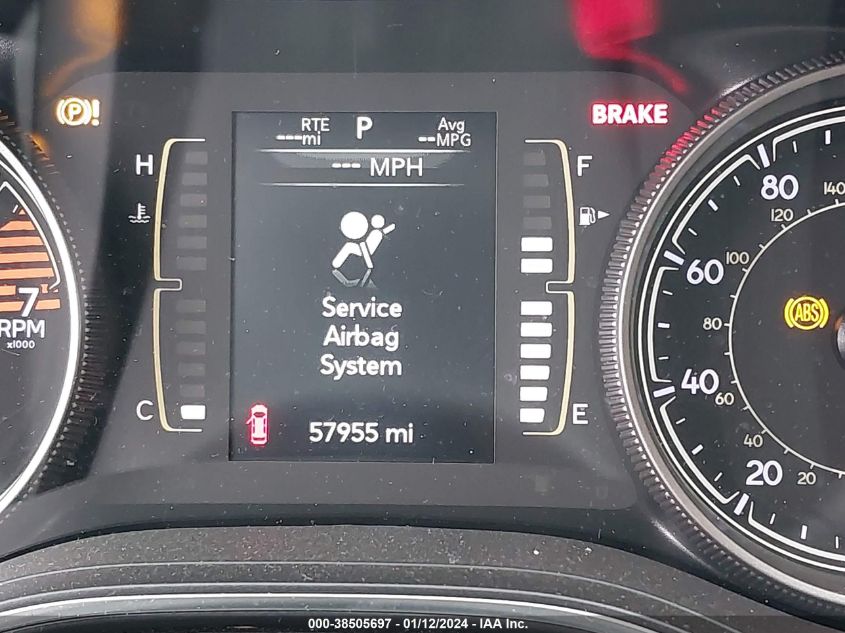 P!
BRAKE
RTE P Avg
---mi --MPG
--- MPH
H F
Service
Airbag
System
C E
57955 mi
7
RPM
x1000
80
140
120
60
100
ABS
80
40
60
40
20
20
000-38505697 - 01/12/2024 - IAA Inc.